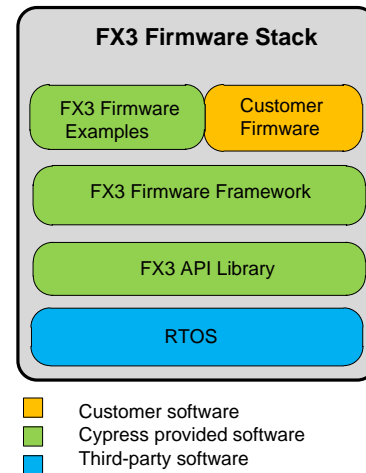 FX3 Firmware Stack
FX3 Firmware
Examples
Customer
Firmware
FX3 Firmware Framework
FX3 API Library
RTOS
Customer software
Cypress provided software
Third-party software